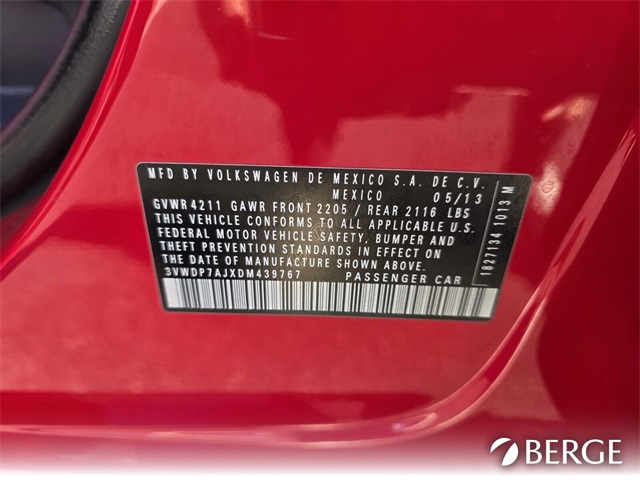 MFD BY VOLKSWAGEN DE MEXICO S.A. DE C.V.
MEXICO 05/13
GVWR 4211 GAWR FRONT 2205 / REAR 2116 LBS
THIS VEHICLE CONFORMS TO ALL APPLICABLE U.S.
FEDERAL MOTOR VEHICLE SAFETY, BUMPER AND
THEFT PREVENTION STANDARDS IN EFFECT ON
THE DATE OF MANUFACTURE SHOWN ABOVE.
3VWDP7AJXDM439767 PASSENGER CAR
1827134 1013 M
BERGE